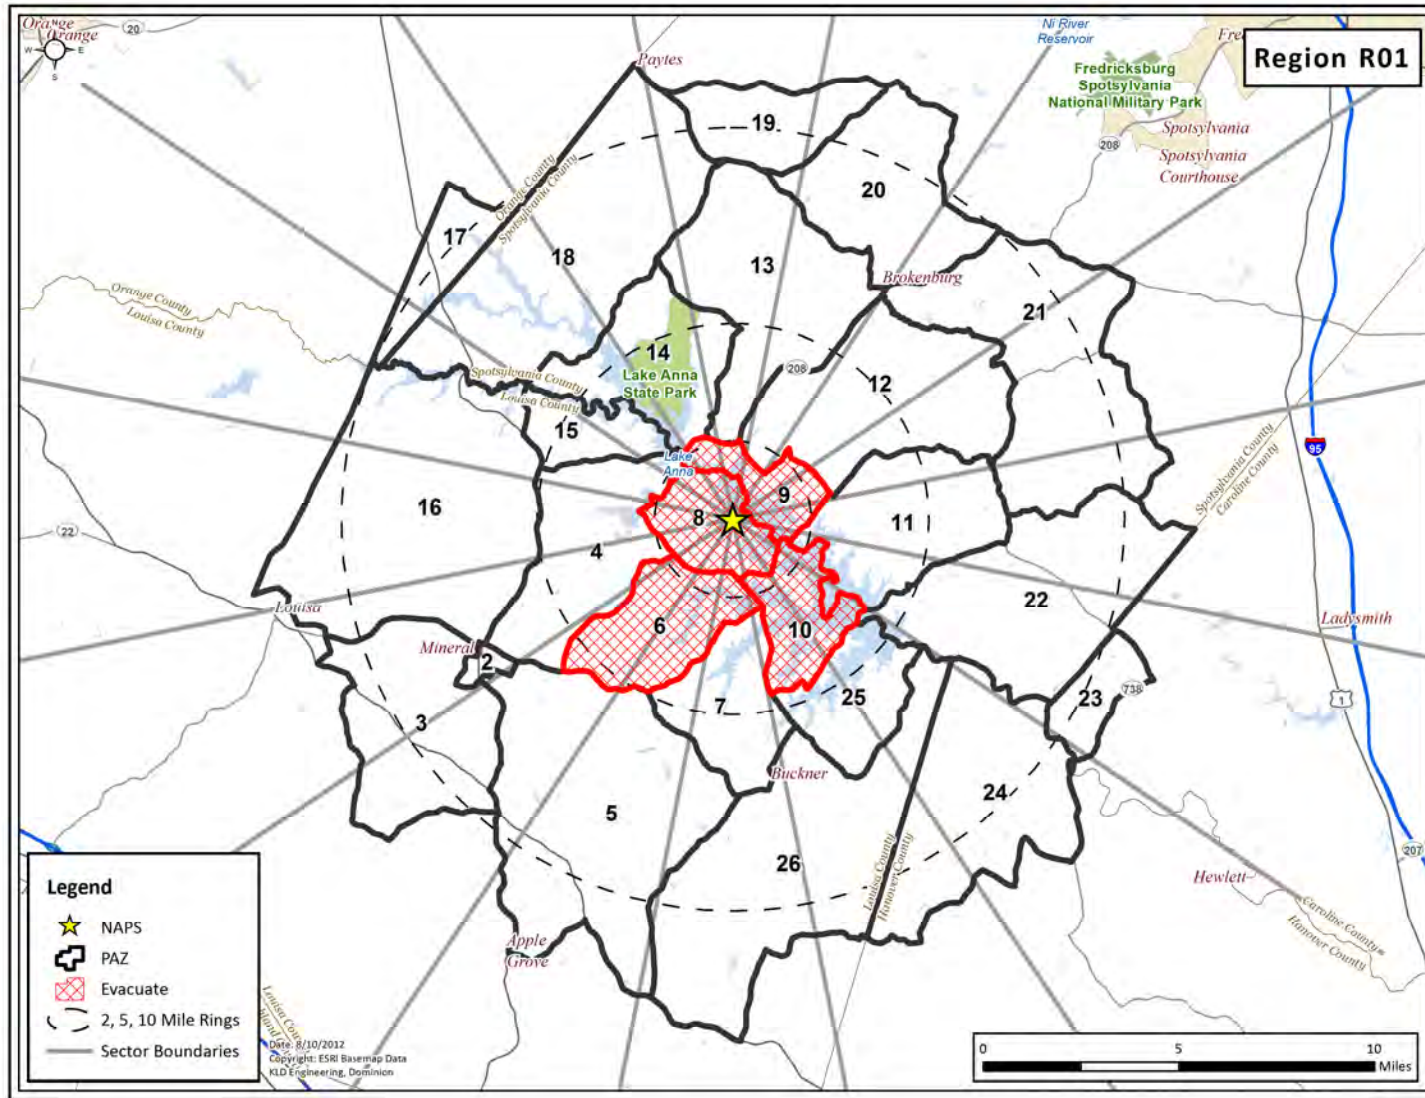 Orange
Orange
20
N
W
E
S
Paytes
Ni River
Reservoir
Fre
Region R01
Fredricksburg
Spotsylvania
National Military Park
Spotsylvania
208
Spotsylvania
Courthouse
19
20
17
Orange County
Spotsylvania County
18
13
Brokenburg
Orange County
Louisa County
21
14
Lake Anna
State Park
208
12
Spotsylvania County
Louisa County
15
Lake
Anna
95
Spotsylvania County
Caroline County
9
16
8
11
22
4
22
Louisa
6
10
Ladysmith
Mineral
2
25
23
738
1
7
3
Buckner
24
5
26
Louisa County
Hanover County
207
Hewlett
Caroline County
Hanover County
Apple
Grove
Legend
NAPS
PAZ
Evacuate
2, 5, 10 Mile Rings
Sector Boundaries
Louisa Cou
Date: 8/10/2012
Copyright: ESRI Basemap Data
KLD Engineering, Dominion
0 5 10
Miles